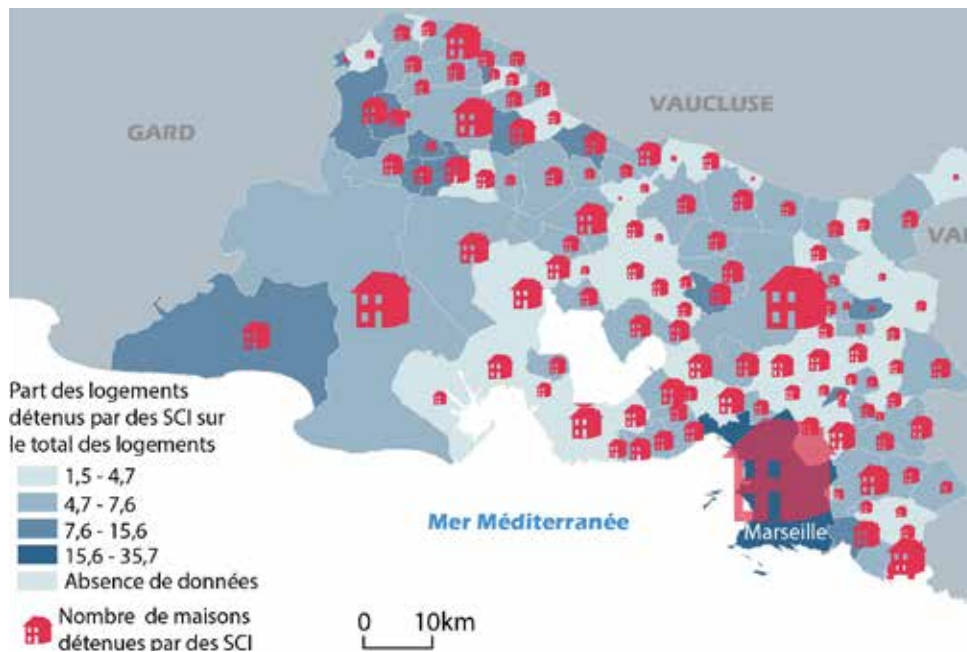 VAUCLUSE
GARD
VAR
Part des logements
détenus par des SCI sur
le total des logements
1,5 - 4,7
4,7 - 7,6
7,6 - 15,6
15,6 - 35,7
Absence de données
Nombre de maisons
détenues par des SCI
Mer Méditerranée
Marseille
0 10km